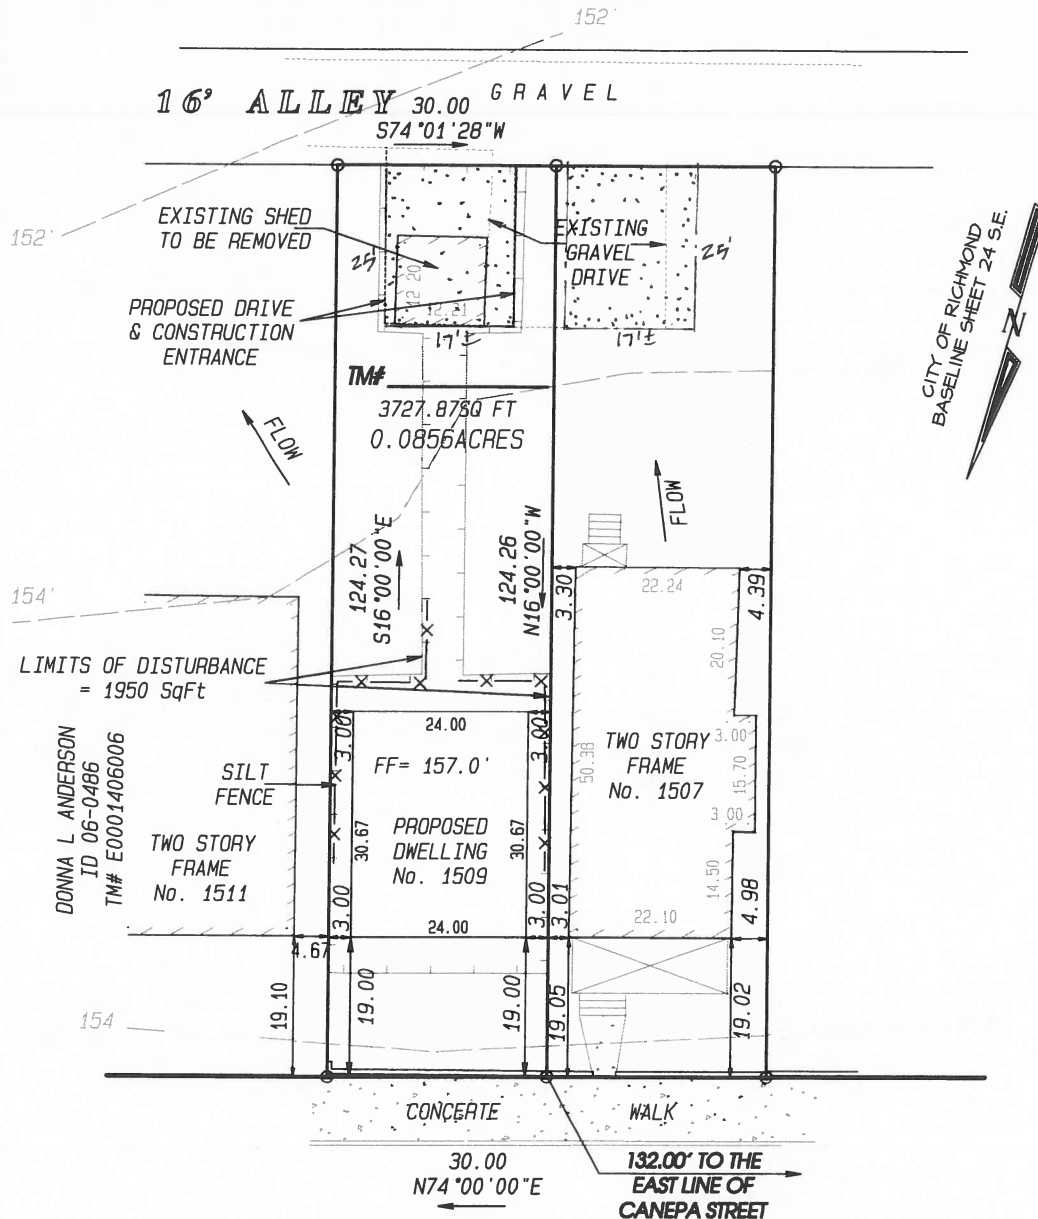 152'
16' ALLEY
GRAVEL
30.00
S74°01'28"W
152'
EXISTING SHED
TO BE REMOVED
25'
12.20
12.21
EXISTING
GRAVEL
DRIVE
25'
PROPOSED DRIVE
& CONSTRUCTION
ENTRANCE
17'±
17'±
CITY OF RICHMOND
BASELINE SHEET 24 S.E.
N
TM#
3727.87SQ FT
0.0856ACRES
FLOW
FLOW
124.27
S16°00'00"E
124.26
N16°00'00"W
3.30
22.24
4.39
154'
20.10
LIMITS OF DISTURBANCE
= 1950 SqFt
24.00
3.00
3.00
FF= 157.0'
SILT
FENCE
50.38
TWO STORY
FRAME
No. 1507
3.00
15.70
3.00
DONNA L ANDERSON
ID 06-0486
TM# E0001406006
TWO STORY
FRAME
No. 1511
30.67
PROPOSED
DWELLING
No. 1509
30.67
14.50
3.00
24.00
3.00
3.01
22.10
4.98
4.67
19.10
19.00
19.00
19.05
19.02
154
CONCERTE
WALK
30.00
N74°00'00"E
132.00' TO THE
EAST LINE OF
CANEPA STREET